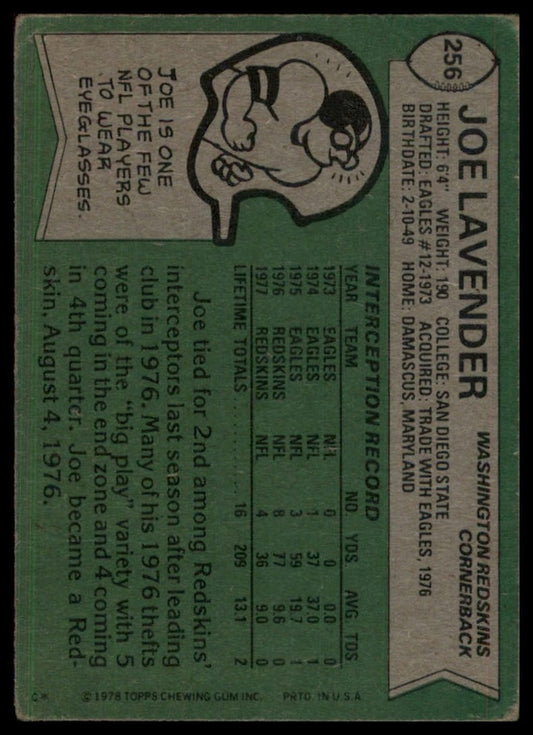 256
JOE LAVENDER
WASHINGTON REDSKINS
CORNERBACK
HEIGHT: 6'4" WEIGHT: 190 COLLEGE: SAN DIEGO STATE
DRAFTED: EAGLES #12-1973 ACQUIRED: TRADE WITH EAGLES, 1976
BIRTHDATE: 2-10-49 HOME: DAMASCUS, MARYLAND
JOE IS ONE
OF THE FEW
NFL PLAYERS
TO WEAR
EYEGLASSES.
INTERCEPTION RECORD
YEAR TEAM NO. YDS AVG. TDS
1973 EAGLES NFL 0 0 0.0 0
1974 EAGLES NFL 1 37 37.0 1
1975 EAGLES NFL 3 59 19.7 1
1976 REDSKINS NFL 8 77 9.6 0
1977 REDSKINS NFL 4 36 9.0 0
LIFETIME TOTALS 16 209 13.1 2
Joe tied for 2nd among Redskins'
interceptors last season after leading
club in 1976. Many of his 1976 thefts
were of the "big play" variety with 5
coming in the end zone and 4 coming
in 4th quarter. Joe became a Red-
skin, August 4, 1976.
C* © 1978 TOPPS CHEWING GUM INC. PRTD. IN U.S.A.